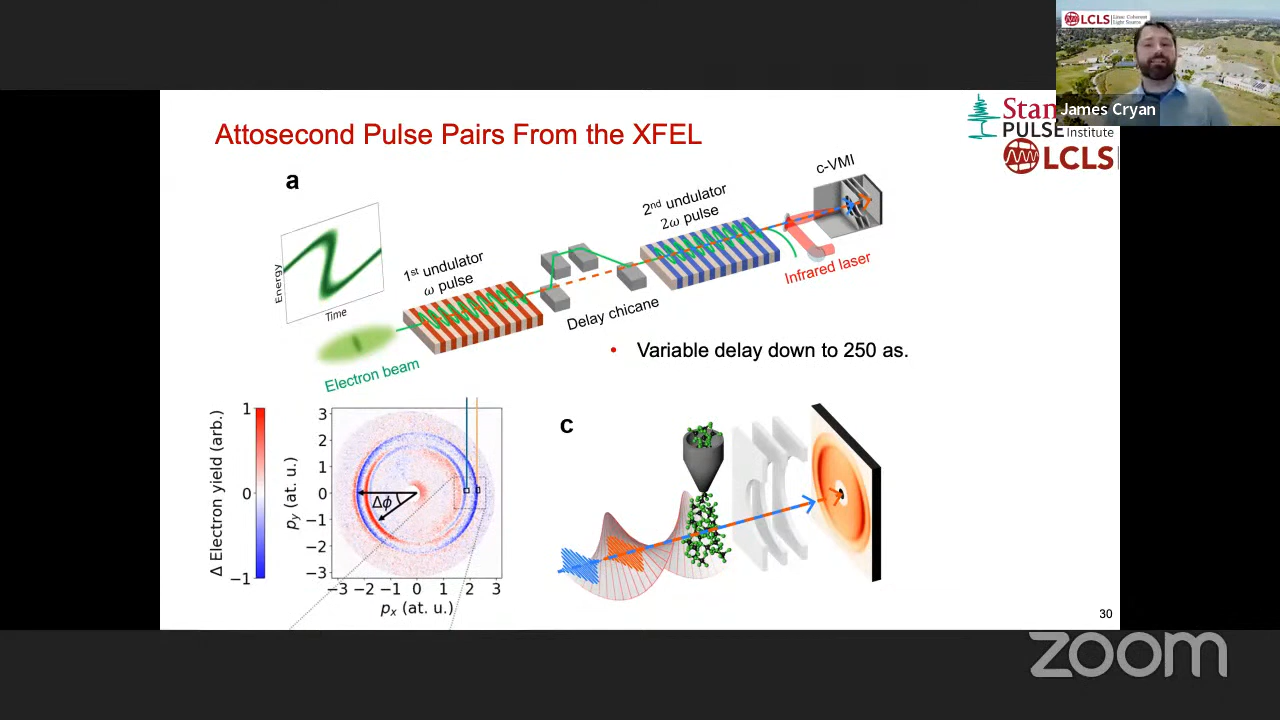 LCLS
Linac Coherent
Light Source
James Cryan
Attosecond Pulse Pairs From the XFEL
Stan
PULSE Institute
LCLS
a
c-VMI
2nd undulator
2ω pulse
1st undulator
ω pulse
Energy
Time
Infrared laser
Delay chicane
Electron beam
• Variable delay down to 250 as.
Δ Electron yield (arb.)
1
0
−1
py (at. u.)
3
2
1
0
−1
−2
−3
Δϕ
−3 −2 −1 0 1 2 3
px (at. u.)
c
30
zoom